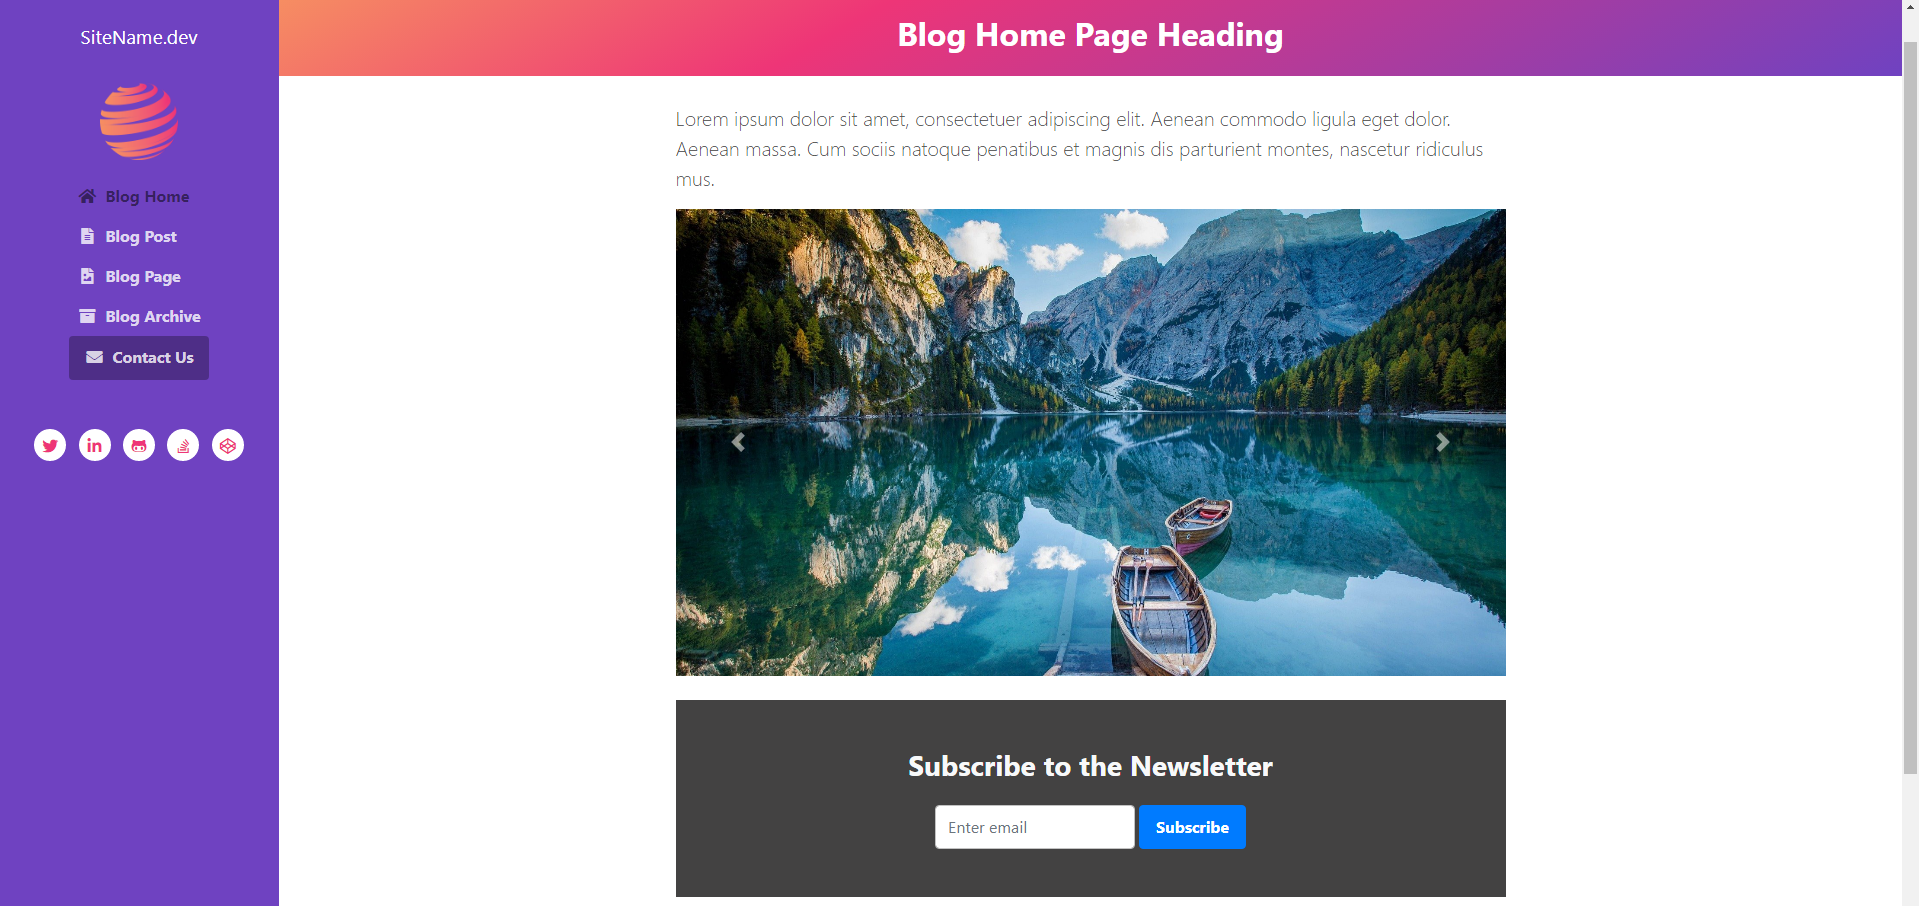 SiteName.dev
Blog Home
Blog Post
Blog Page
Blog Archive
Contact Us
Blog Home Page Heading
Lorem ipsum dolor sit amet, consectetuer adipiscing elit. Aenean commodo ligula eget dolor.
Aenean massa. Cum sociis natoque penatibus et magnis dis parturient montes, nascetur ridiculus
mus.
Subscribe to the Newsletter
Enter email
Subscribe